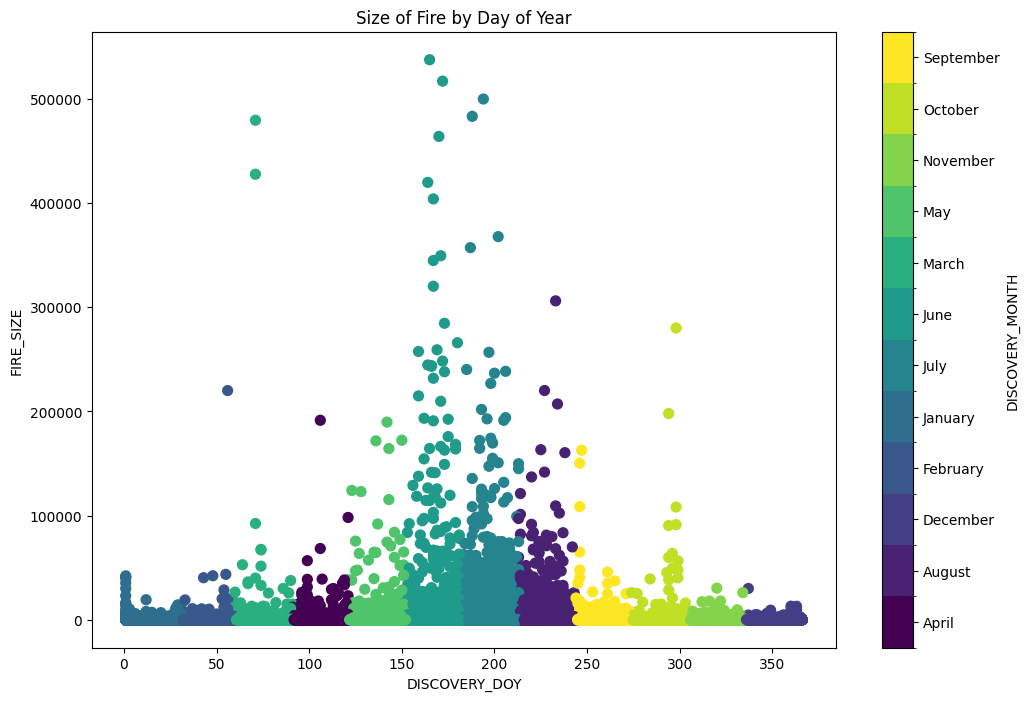 Size of Fire by Day of Year
FIRE_SIZE
500000
400000
300000
200000
100000
0
0
50
100
150
200
250
300
350
DISCOVERY_DOY
September
October
November
May
March
June
July
January
February
December
August
April
DISCOVERY_MONTH